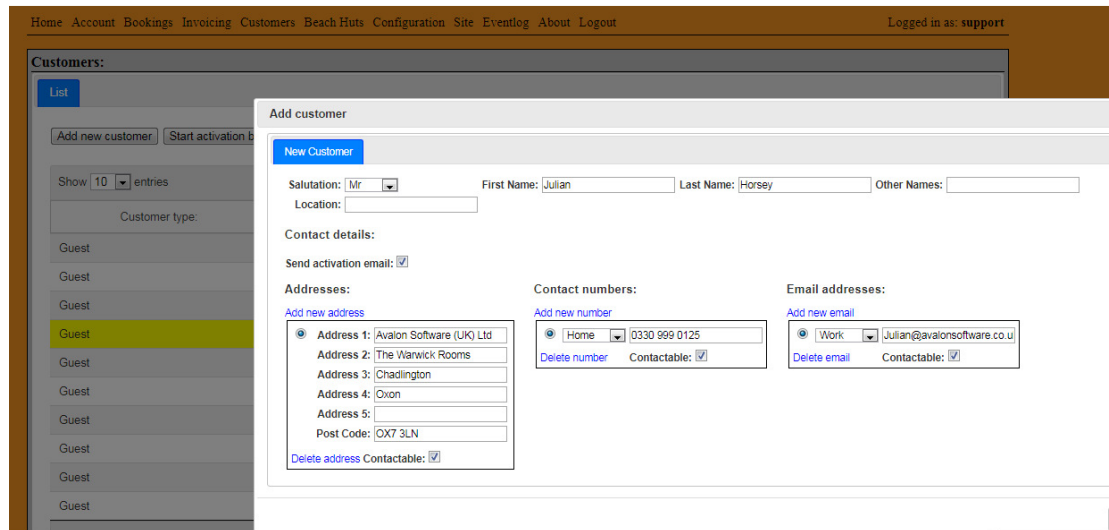 Home Account Bookings Invoicing Customers Beach Huts Configuration Site Eventlog About Logout Logged in as: support
Customers:
List
Add new customer Start activation b
Show 10 entries
Customer type:
Guest
Guest
Guest
Guest
Guest
Guest
Guest
Guest
Guest
Guest
Add customer
New Customer
Salutation: Mr First Name: Julian Last Name: Horsey Other Names:
Location:
Contact details:
Send activation email:
Addresses:
Add new address
Address 1: Avalon Software (UK) Ltd
Address 2: The Warwick Rooms
Address 3: Chadlington
Address 4: Oxon
Address 5:
Post Code: OX7 3LN
Delete address Contactable:
Contact numbers:
Add new number
Home 0330 999 0125
Delete number Contactable:
Email addresses:
Add new email
Work Julian@avalonsoftware.co.u
Delete email Contactable: